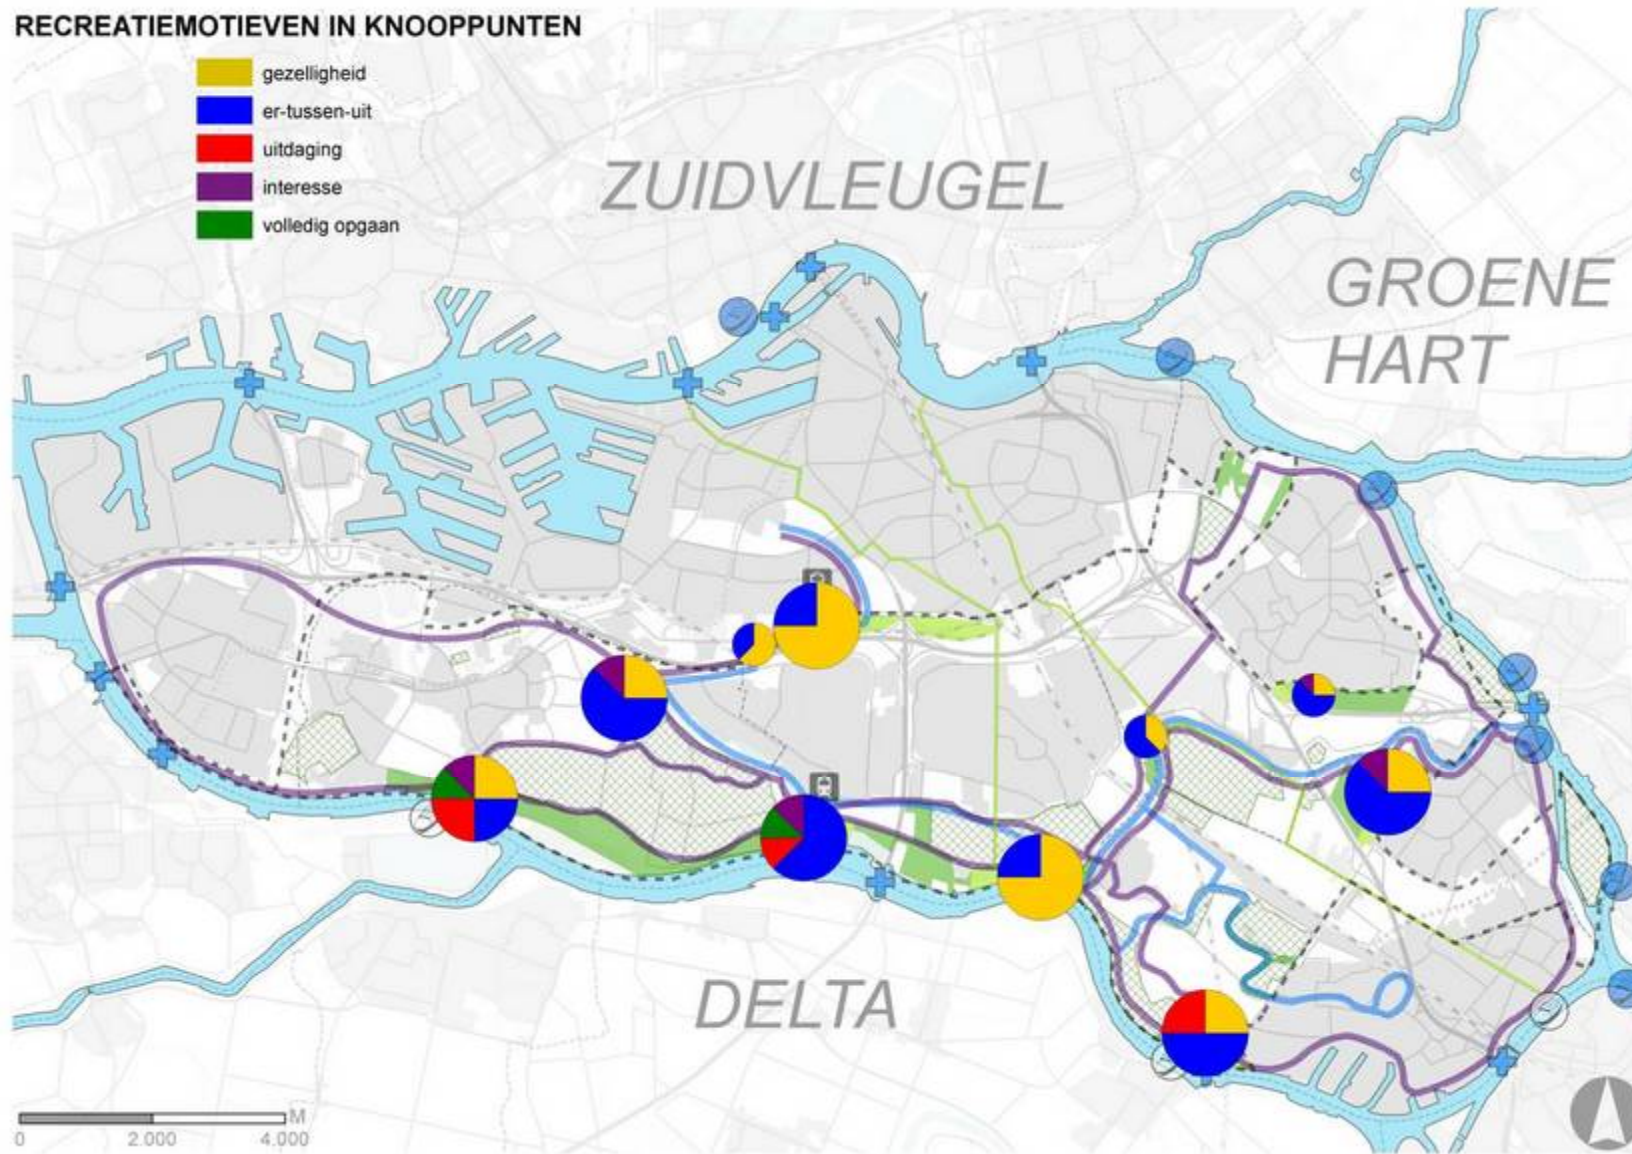 RECREATIEMOTIEVEN IN KNOOPPUNTEN
gezelligheid
er-tussen-uit
uitdaging
interesse
volledig opgaan
ZUIDVLEUGEL
GROENE
HART
DELTA
M
0 2.000 4.000